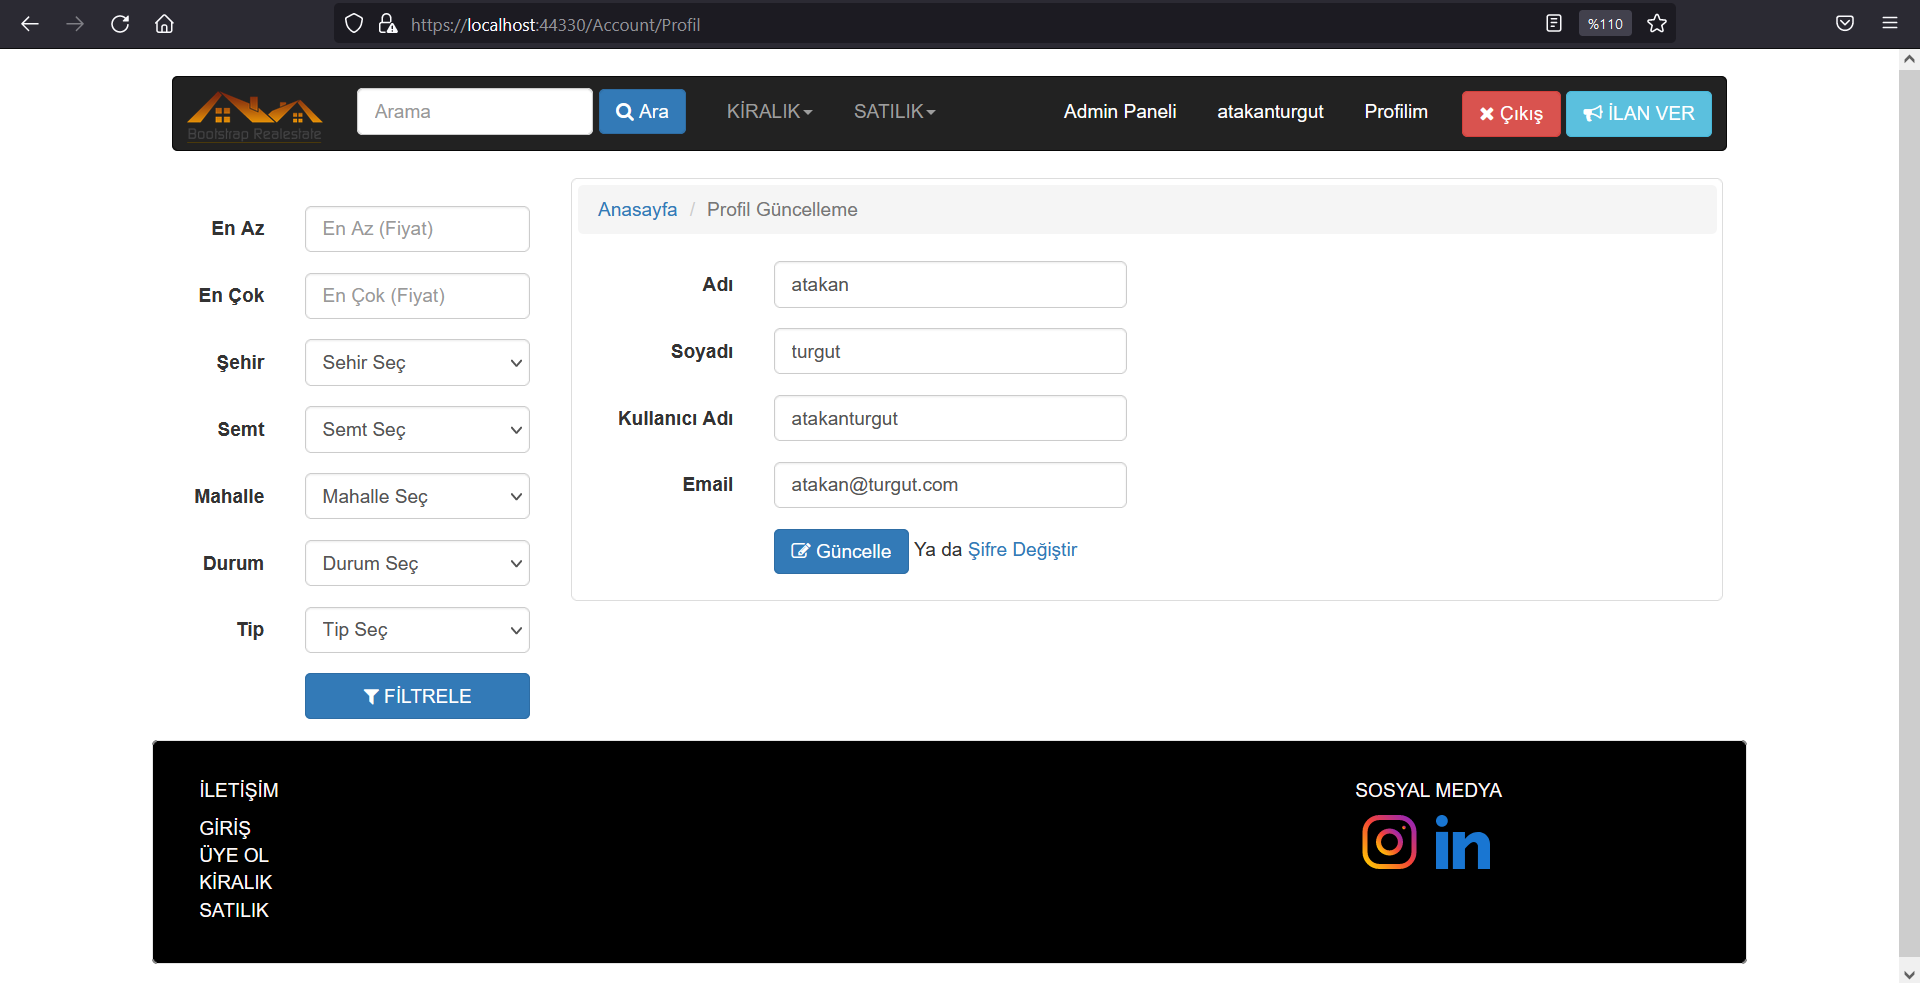 https://localhost:44330/Account/Profil
%110
Bootstrap Realestate
Arama
Ara
KİRALIK
SATILIK
Admin Paneli
atakanturgut
Profilim
Çıkış
İLAN VER
En Az
En Az (Fiyat)
En Çok
En Çok (Fiyat)
Şehir
Sehir Seç
Semt
Semt Seç
Mahalle
Mahalle Seç
Durum
Durum Seç
Tip
Tip Seç
FİLTRELE
Anasayfa / Profil Güncelleme
Adı
atakan
Soyadı
turgut
Kullanıcı Adı
atakanturgut
Email
atakan@turgut.com
Güncelle
Ya da Şifre Değiştir
İLETİŞİM
GİRİŞ
ÜYE OL
KİRALIK
SATILIK
SOSYAL MEDYA
in